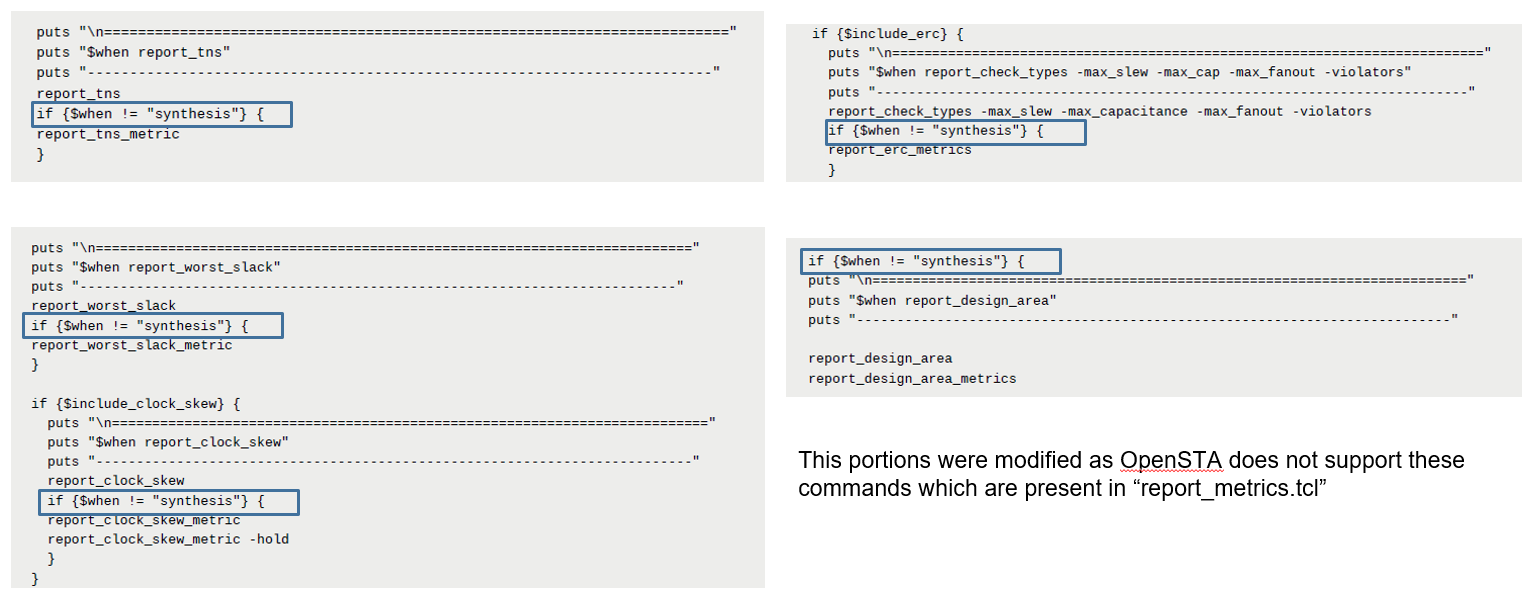 puts "\n=============================================================================="
puts "$when report_tns"
puts "------------------------------------------------------------------------------"
report_tns
if {$when != "synthesis"} {
report_tns_metric
}
if {$include_erc} {
puts "\n=========================================================================="
puts "$when report_check_types -max_slew -max_cap -max_fanout -violators"
puts "--------------------------------------------------------------------------"
report_check_types -max_slew -max_capacitance -max_fanout -violators
if {$when != "synthesis"} {
report_erc_metrics
}
puts "\n=========================================================================="
puts "$when report_worst_slack"
puts "--------------------------------------------------------------------------"
report_worst_slack
if {$when != "synthesis"} {
report_worst_slack_metric
}
if {$include_clock_skew} {
puts "\n=========================================================================="
puts "$when report_clock_skew"
puts "--------------------------------------------------------------------------"
report_clock_skew
if {$when != "synthesis"} {
report_clock_skew_metric
report_clock_skew_metric -hold
}
}
if {$when != "synthesis"} {
puts "\n=========================================================================="
puts "$when report_design_area"
puts "--------------------------------------------------------------------------"
report_design_area
report_design_area_metrics
This portions were modified as OpenSTA does not support these
commands which are present in “report_metrics.tcl”